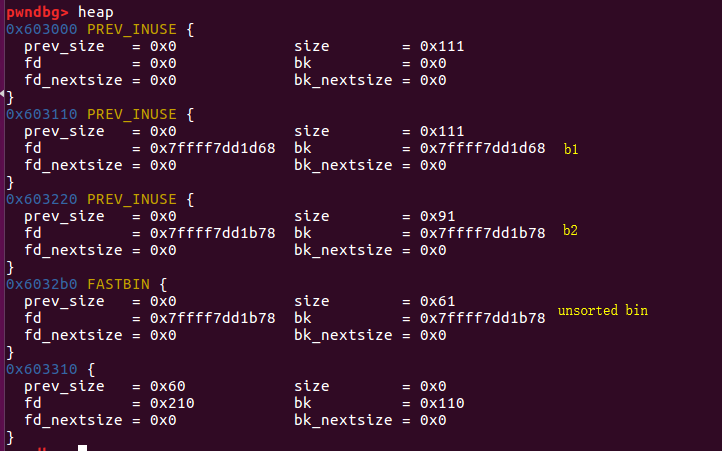 pwndbg> heap
0x603000 PREV_INUSE {
  prev_size   = 0x0             size        = 0x111
  fd          = 0x0             bk          = 0x0
  fd_nextsize = 0x0             bk_nextsize = 0x0
}
0x603110 PREV_INUSE {
  prev_size   = 0x0             size        = 0x111
  fd          = 0x7ffff7dd1d68  bk          = 0x7ffff7dd1d68  b1
  fd_nextsize = 0x0             bk_nextsize = 0x0
}
0x603220 PREV_INUSE {
  prev_size   = 0x0             size        = 0x91
  fd          = 0x7ffff7dd1b78  bk          = 0x7ffff7dd1b78  b2
  fd_nextsize = 0x0             bk_nextsize = 0x0
}
0x6032b0 FASTBIN {
  prev_size   = 0x0             size        = 0x61
  fd          = 0x7ffff7dd1b78  bk          = 0x7ffff7dd1b78  unsorted bin
  fd_nextsize = 0x0             bk_nextsize = 0x0
}
0x603310 {
  prev_size   = 0x60            size        = 0x0
  fd          = 0x210           bk          = 0x110
  fd_nextsize = 0x0             bk_nextsize = 0x0
}